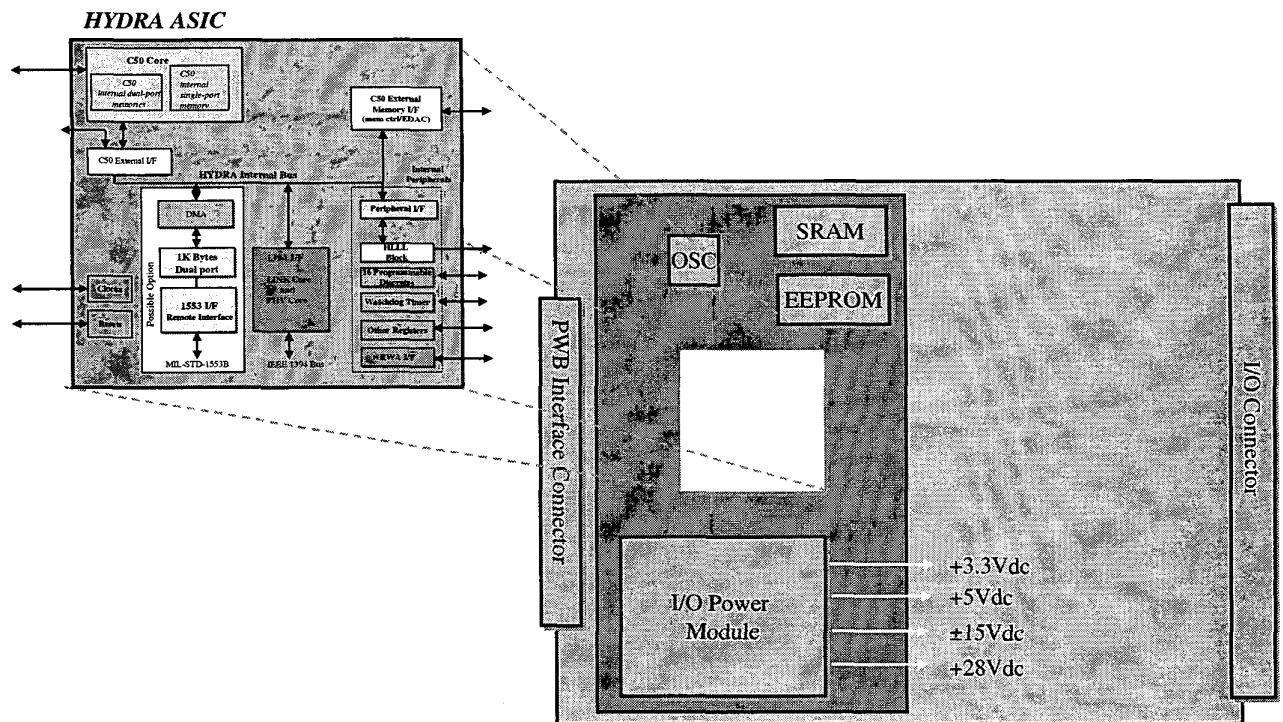 HYDRA ASIC
C50 Core
C50
Internal dual-port
memories
C50
Internal
single-port
memory
C50 External
Memory I/F
(mem ctrl/EDAC)
C50 External I/F
HYDRA Internal Bus
Internal
Peripherals
DMA
Peripheral I/F
1K Bytes
Dual port
Possible Option
1553 I/F
Remote Interface
MIL-STD-1553B
1394 I/F
LINK Core
and
PHY Core
IEEE 1394 Bus
Block
16 Programmable
Discretes
Watchdog Timer
Other Registers
I/F
Clocks
Resets
PWB Interface Connector
OSC
SRAM
EEPROM
I/O Power
Module
+3.3Vdc
+5Vdc
±15Vdc
+28Vdc
I/O Connector